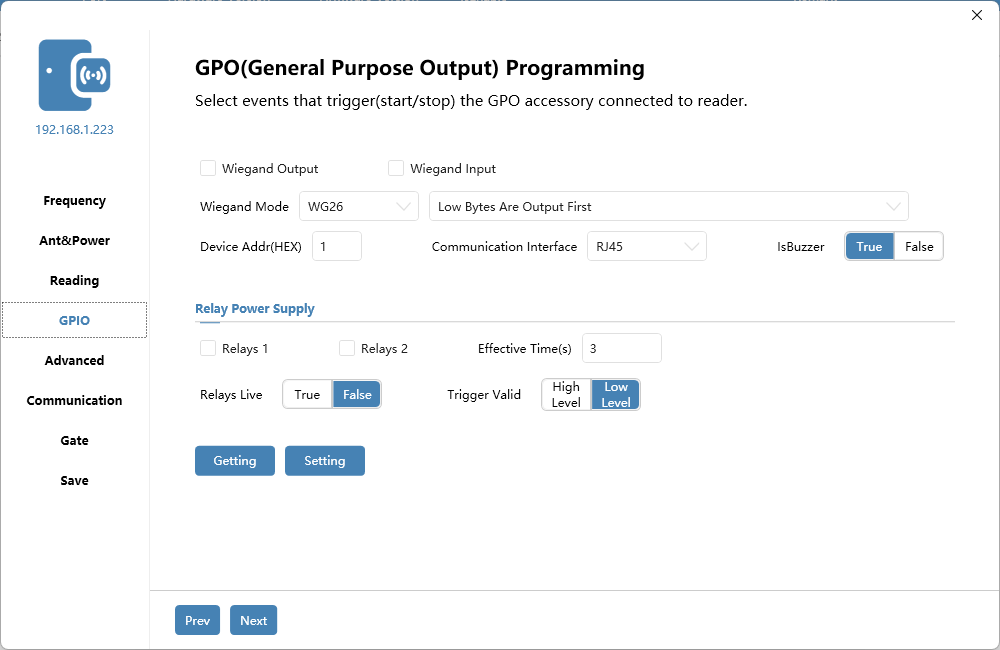 192.168.1.223
Frequency
Ant&Power
Reading
GPIO
Advanced
Communication
Gate
Save
GPO(General Purpose Output) Programming
Select events that trigger(start/stop) the GPO accessory connected to reader.
Wiegand Output Wiegand Input
Wiegand Mode WG26 Low Bytes Are Output First
Device Addr(HEX) 1 Communication Interface RJ45 IsBuzzer True False
Relay Power Supply
Relays 1 Relays 2 Effective Time(s) 3
Relays Live True False Trigger Valid High Level Low Level
Getting Setting
Prev Next